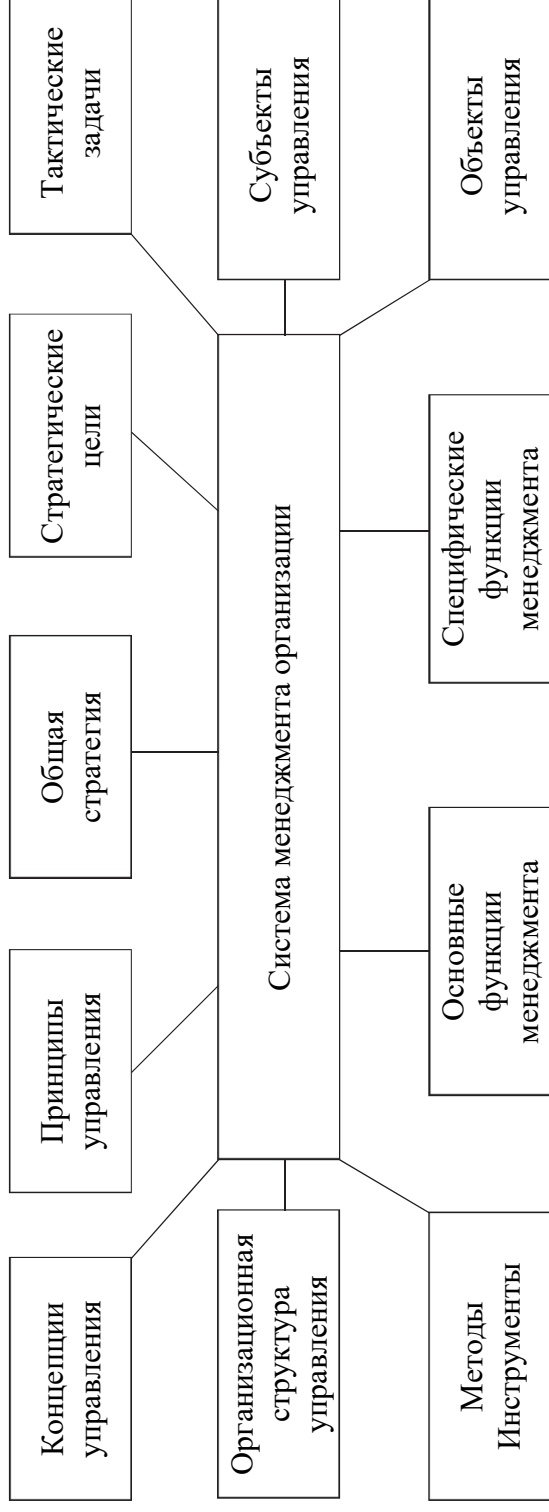 Концепции
управления
Принципы
управления
Общая
стратегия
Стратегические
цели
Тактические
задачи
Организационная
структура
управления
Система менеджмента организации
Субъекты
управления
Методы
Инструменты
Основные
функции
менеджмента
Специфические
функции
менеджмента
Объекты
управления